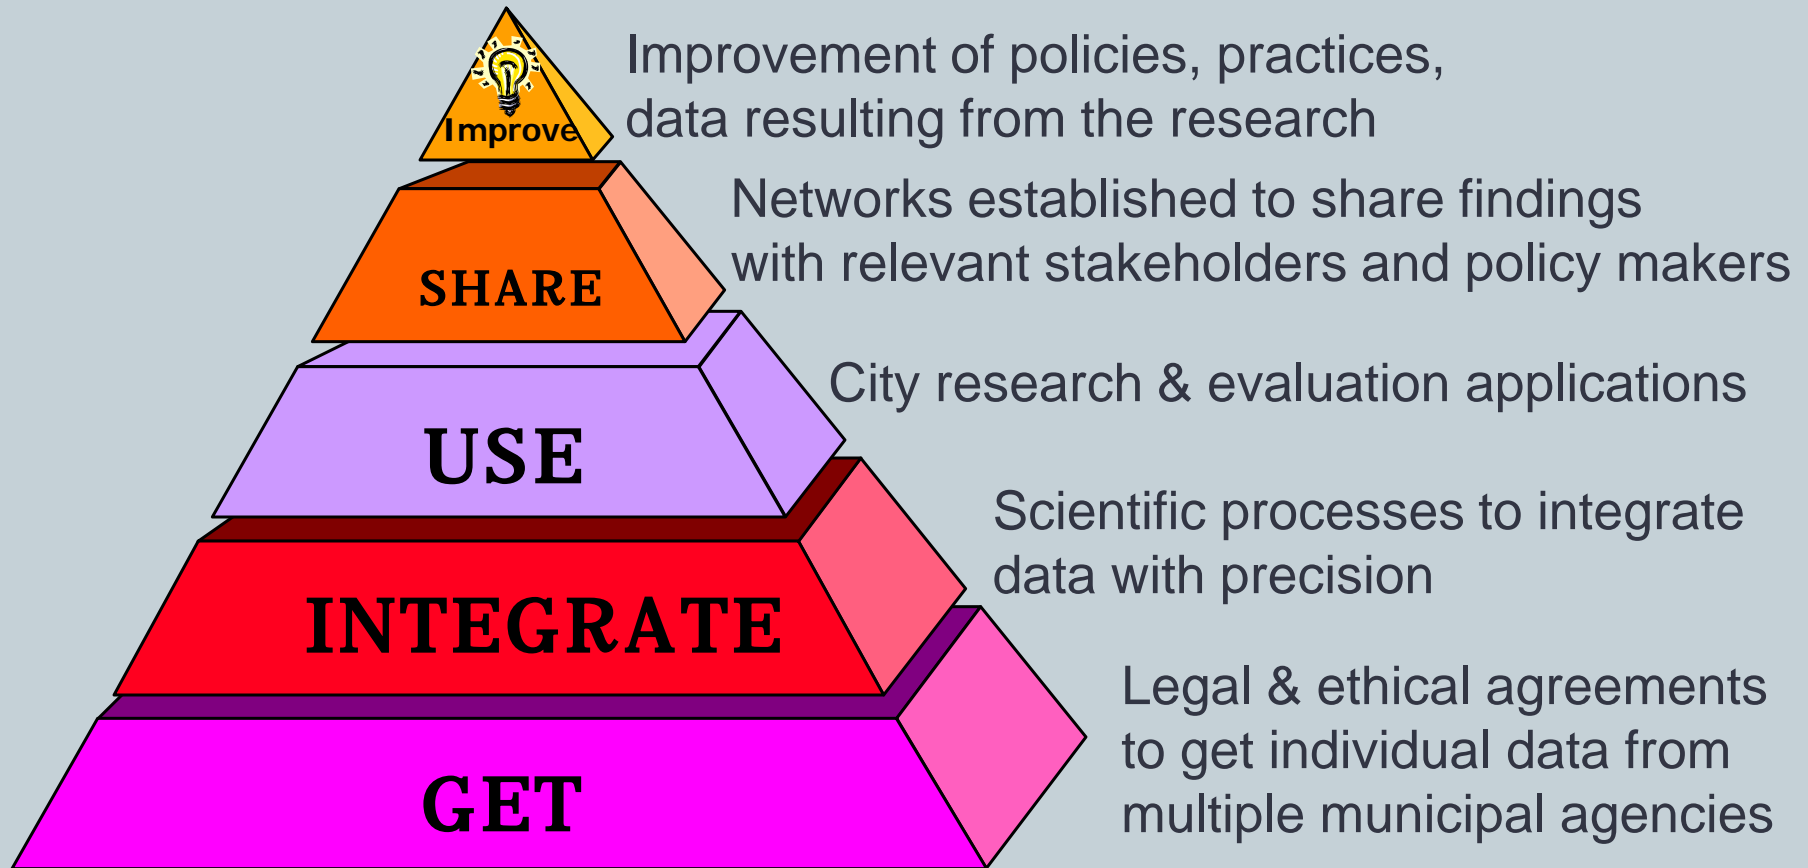 Improve
Improvement of policies, practices,
data resulting from the research
SHARE
Networks established to share findings
with relevant stakeholders and policy makers
USE
City research & evaluation applications
INTEGRATE
Scientific processes to integrate
data with precision
GET
Legal & ethical agreements
to get individual data from
multiple municipal agencies